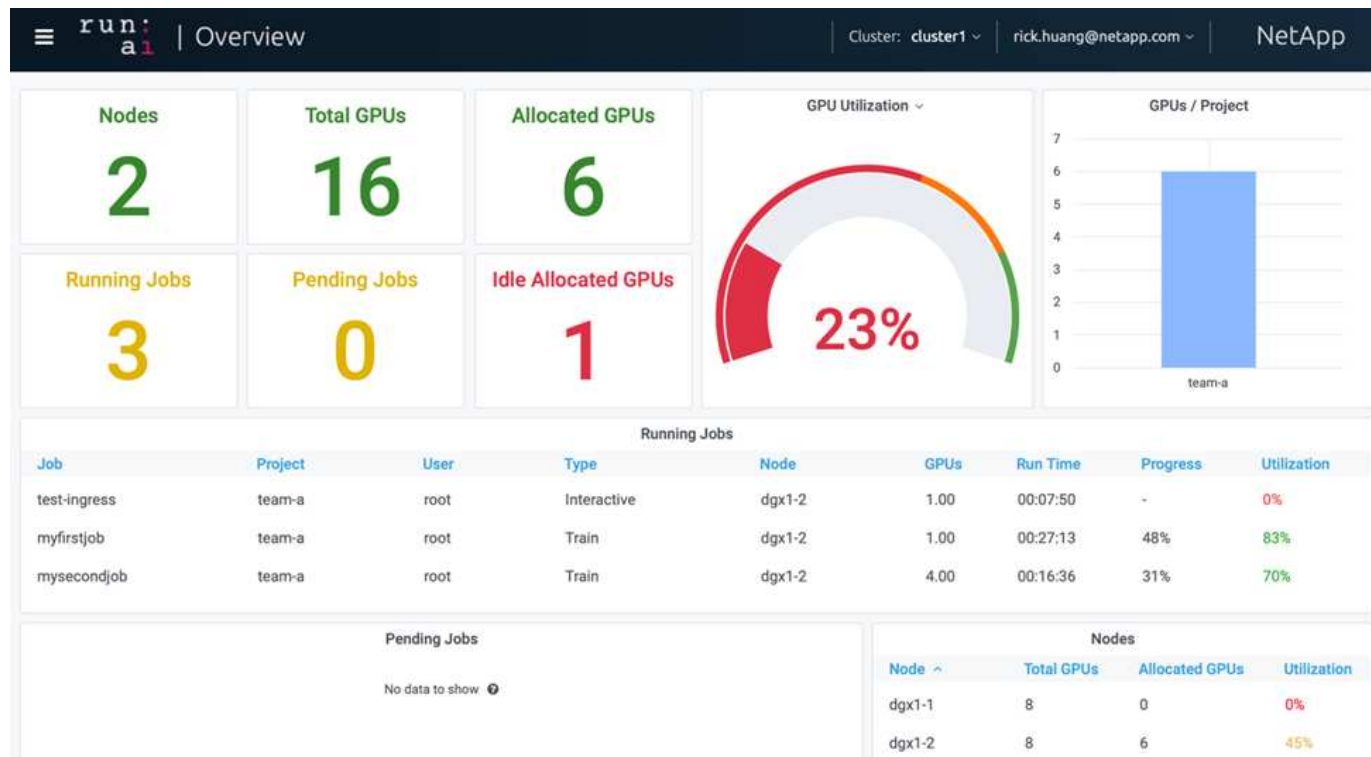 run:
ai | Overview Cluster: cluster1 rick.huang@netapp.com NetApp
Nodes
2
Total GPUs
16
Allocated GPUs
6
Running Jobs
3
Pending Jobs
0
Idle Allocated GPUs
1
GPU Utilization
23%
GPUs / Project
7
6
5
4
3
2
1
0
team-a
Running Jobs
Job Project User Type Node GPUs Run Time Progress Utilization
test-ingress team-a root Interactive dgx1-2 1.00 00:07:50 - 0%
myfirstjob team-a root Train dgx1-2 1.00 00:27:13 48% 83%
mysecondjob team-a root Train dgx1-2 4.00 00:16:36 31% 70%
Pending Jobs
No data to show
Nodes
Node Total GPUs Allocated GPUs Utilization
dgx1-1 8 0 0%
dgx1-2 8 6 45%